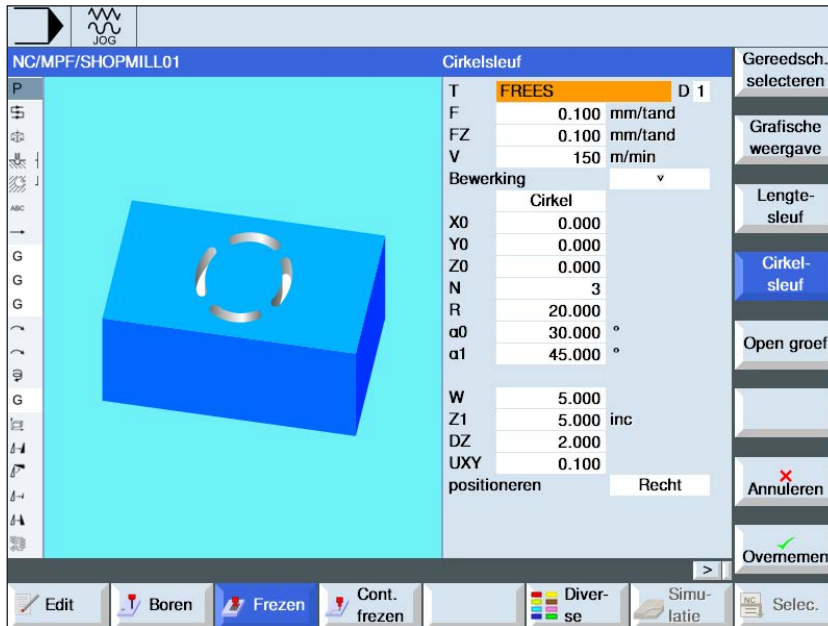 JOG
NC/MPF/SHOPMILL01
Cirkelsleuf
P
ABC
G
G
G
G
T FREES D 1
F 0.100 mm/tand
FZ 0.100 mm/tand
V 150 m/min
Bewerking v
Cirkel
X0 0.000
Y0 0.000
Z0 0.000
N 3
R 20.000
α0 30.000 °
α1 45.000 °
W 5.000
Z1 5.000 inc
DZ 2.000
UXY 0.100
positioneren Recht
>
Gereedsch.
selecteren
Grafische
weergave
Lengte-
sleuf
Cirkel-
sleuf
Open groef
Annuleren
Overnemen
Edit
Boren
Frezen
Cont.
frezen
Diver-
se
Simu-
latie
NC
Selec.